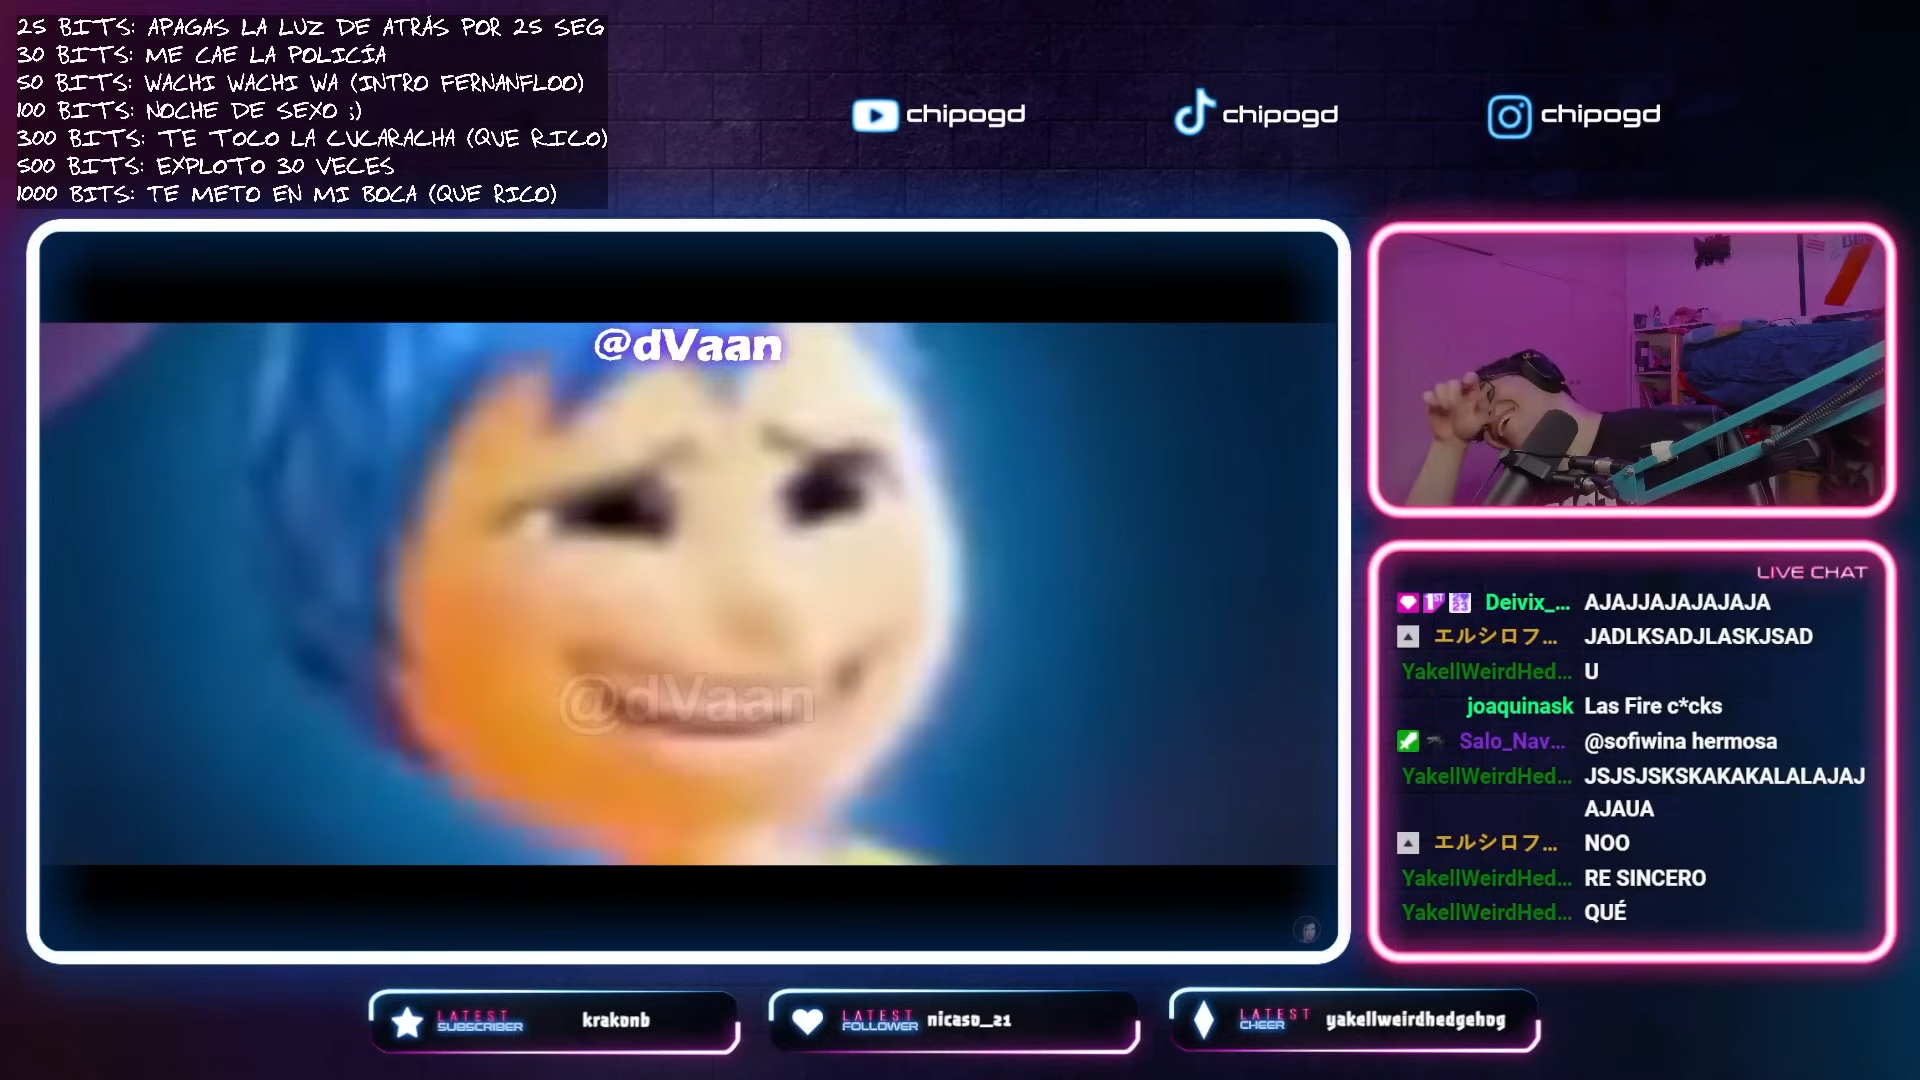 25 BITS: APAGAS LA LUZ DE ATRÁS POR 25 SEG
30 BITS: ME CAE LA POLICÍA
50 BITS: WACHI WACHI WA (INTRO FERNANFLOO)
100 BITS: NOCHE DE SEXO ;)
300 BITS: TE TOCO LA CUCARACHA (QUE RICO)
500 BITS: EXPLOTO 30 VECES
1000 BITS: TE METO EN MI BOCA (QUE RICO)
chipogd
chipogd
chipogd
@dVaan
@dVaan
LIVE CHAT
1ST 2023 Deivix_... AJAJJAJAJAJAJA
エルシロフ... JADLKSADJLASKJSAD
YakellWeirdHed... U
joaquinask Las Fire c*cks
Salo_Nav... @sofiwina hermosa
YakellWeirdHed... JSJSJSKSKAKAKALALAJAJ
AJAUA
エルシロフ... NOO
YakellWeirdHed... RE SINCERO
YakellWeirdHed... QUÉ
LATEST
SUBSCRIBER
krakonb
LATEST
FOLLOWER
nicaso_21
LATEST
CHEER
yakellweirdhedgehog